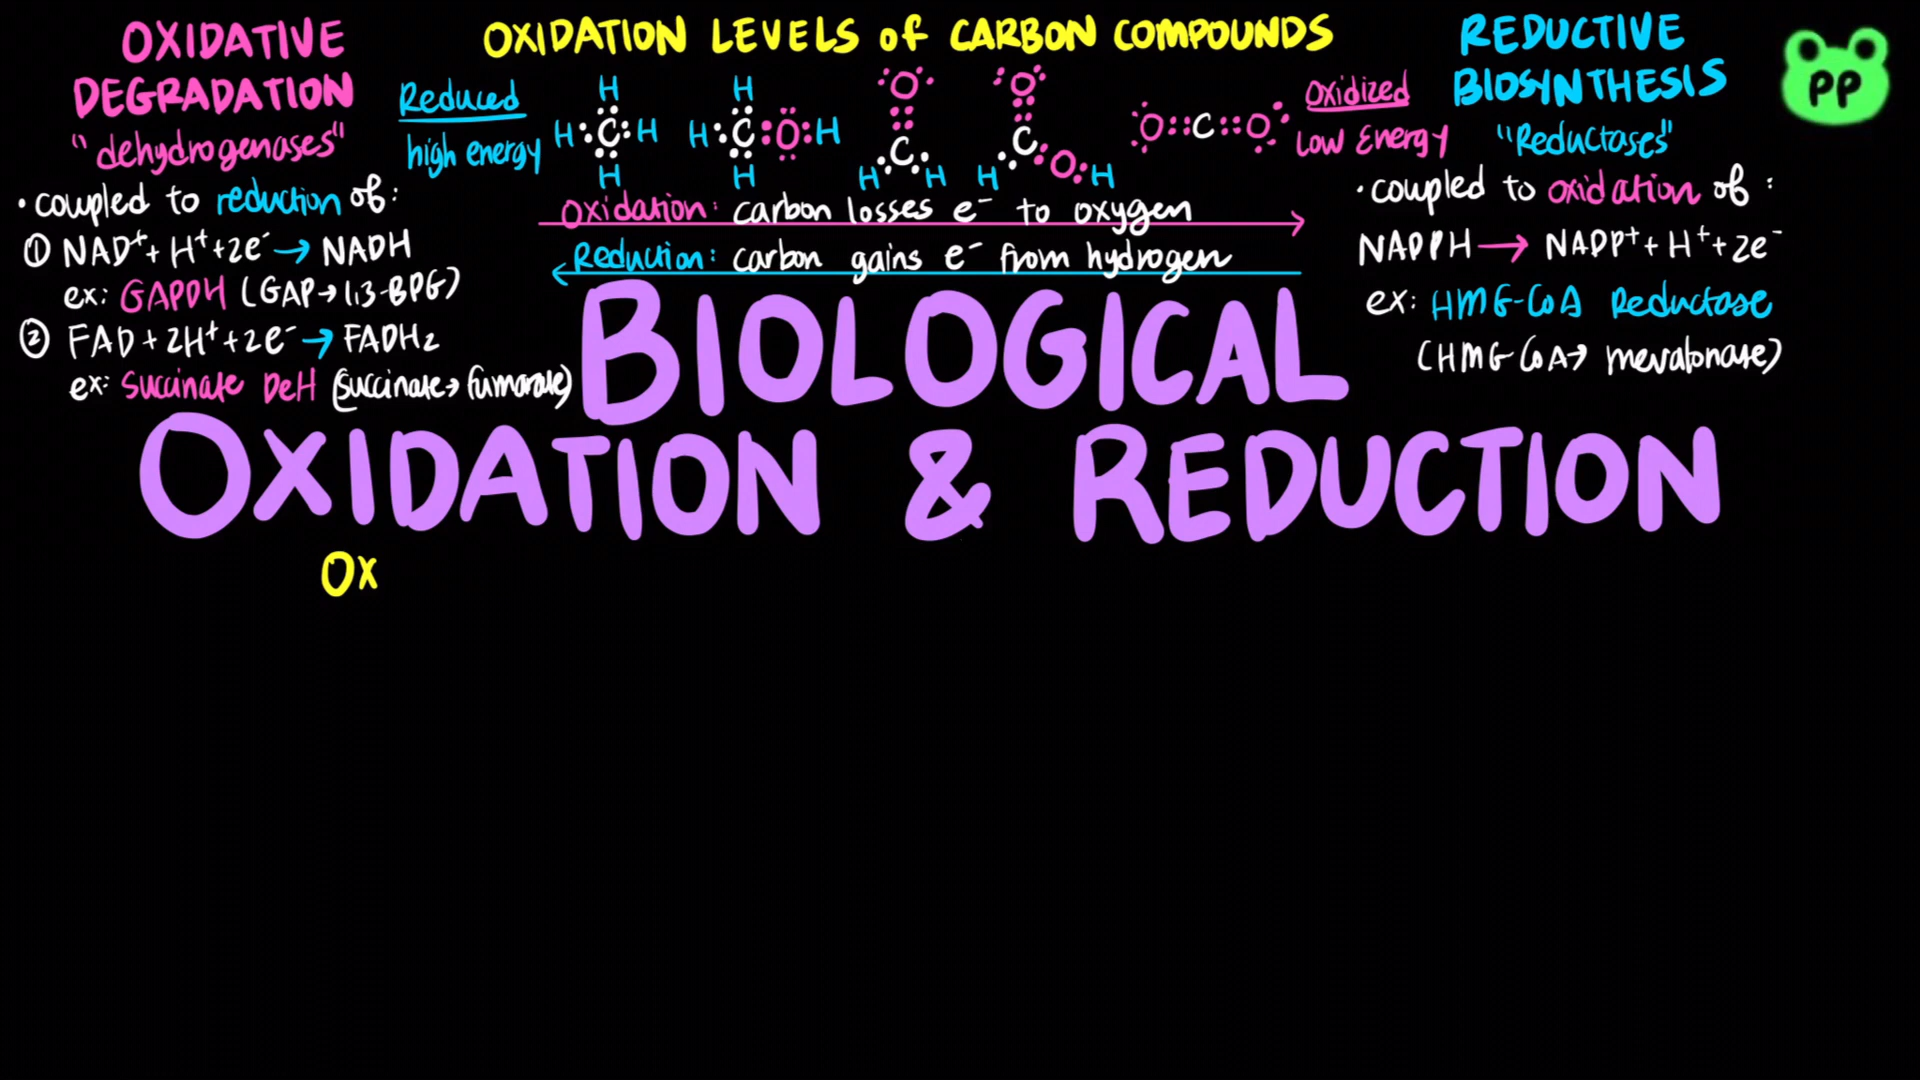 OXIDATIVE
DEGRADATION
"dehydrogenases"
• coupled to reduction of:
① NAD⁺ + H⁺ + 2e⁻ → NADH
ex: GAPDH (GAP → 1,3-BPG)
② FAD + 2H⁺ + 2e⁻ → FADH₂
ex: Succinate DeH (succinate → fumarate)
OXIDATION LEVELS of CARBON COMPOUNDS
Reduced
high energy
H
H:C:H
H
H
H:C:O:H
H
O
C
H H
O
C
H O:H
O::C::O
Oxidized
Low Energy
Oxidation: carbon losses e⁻ to oxygen
Reduction: carbon gains e⁻ from hydrogen
REDUCTIVE
BIOSYNTHESIS
"Reductases"
• coupled to oxidation of:
NADPH → NADP⁺ + H⁺ + 2e⁻
ex: HMG-CoA Reductase
(HMG-CoA → mevalonate)
PP
BIOLOGICAL
OXIDATION & REDUCTION
OX